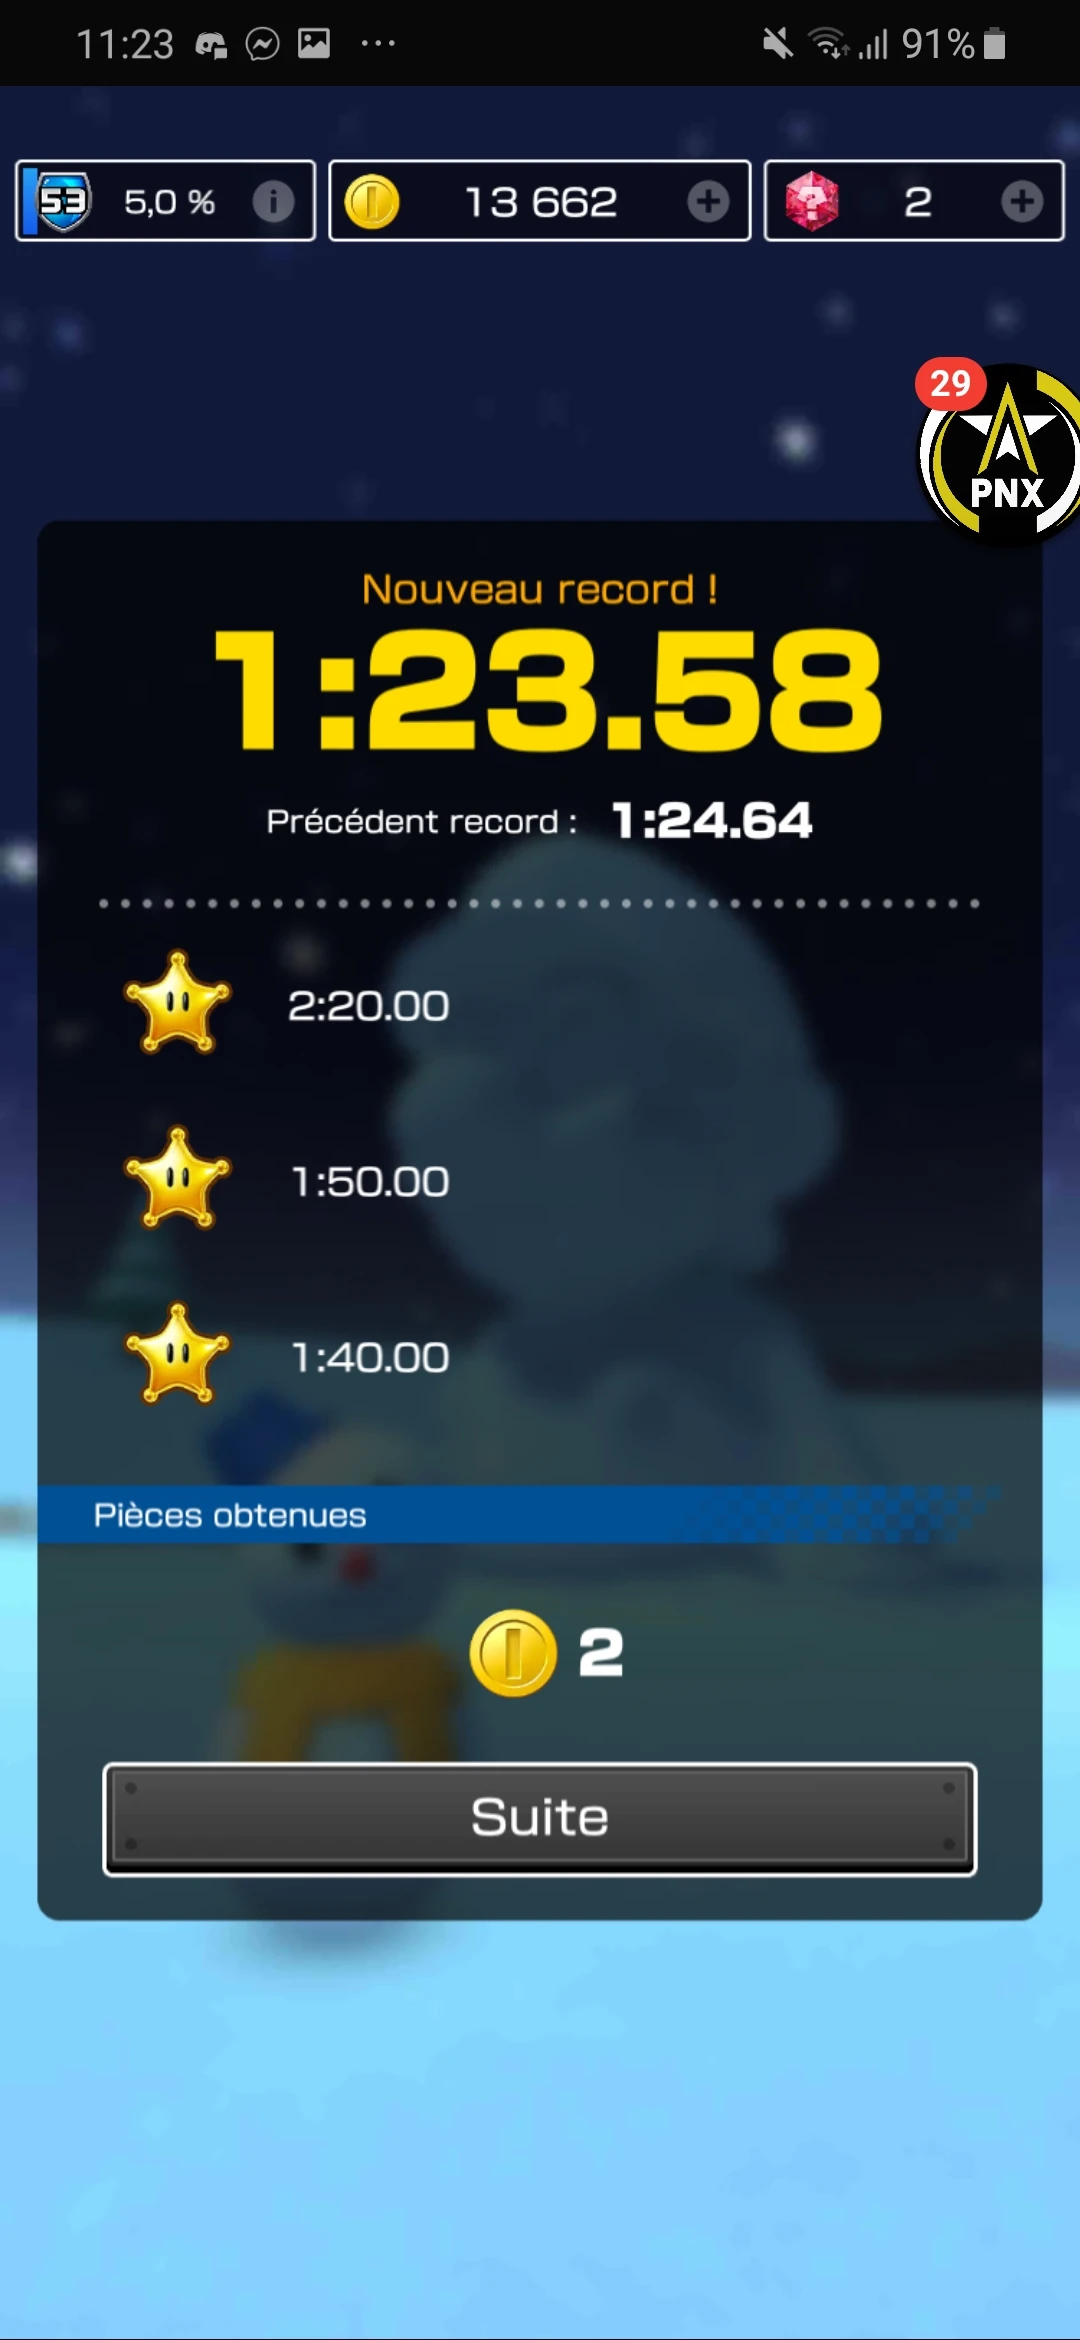 11:23 ... 91%
53 5,0 % i 13 662 + 2 +
29
PNX
Nouveau record !
1:23.58
Précédent record : 1:24.64
2:20.00
1:50.00
1:40.00
Pièces obtenues
2
Suite